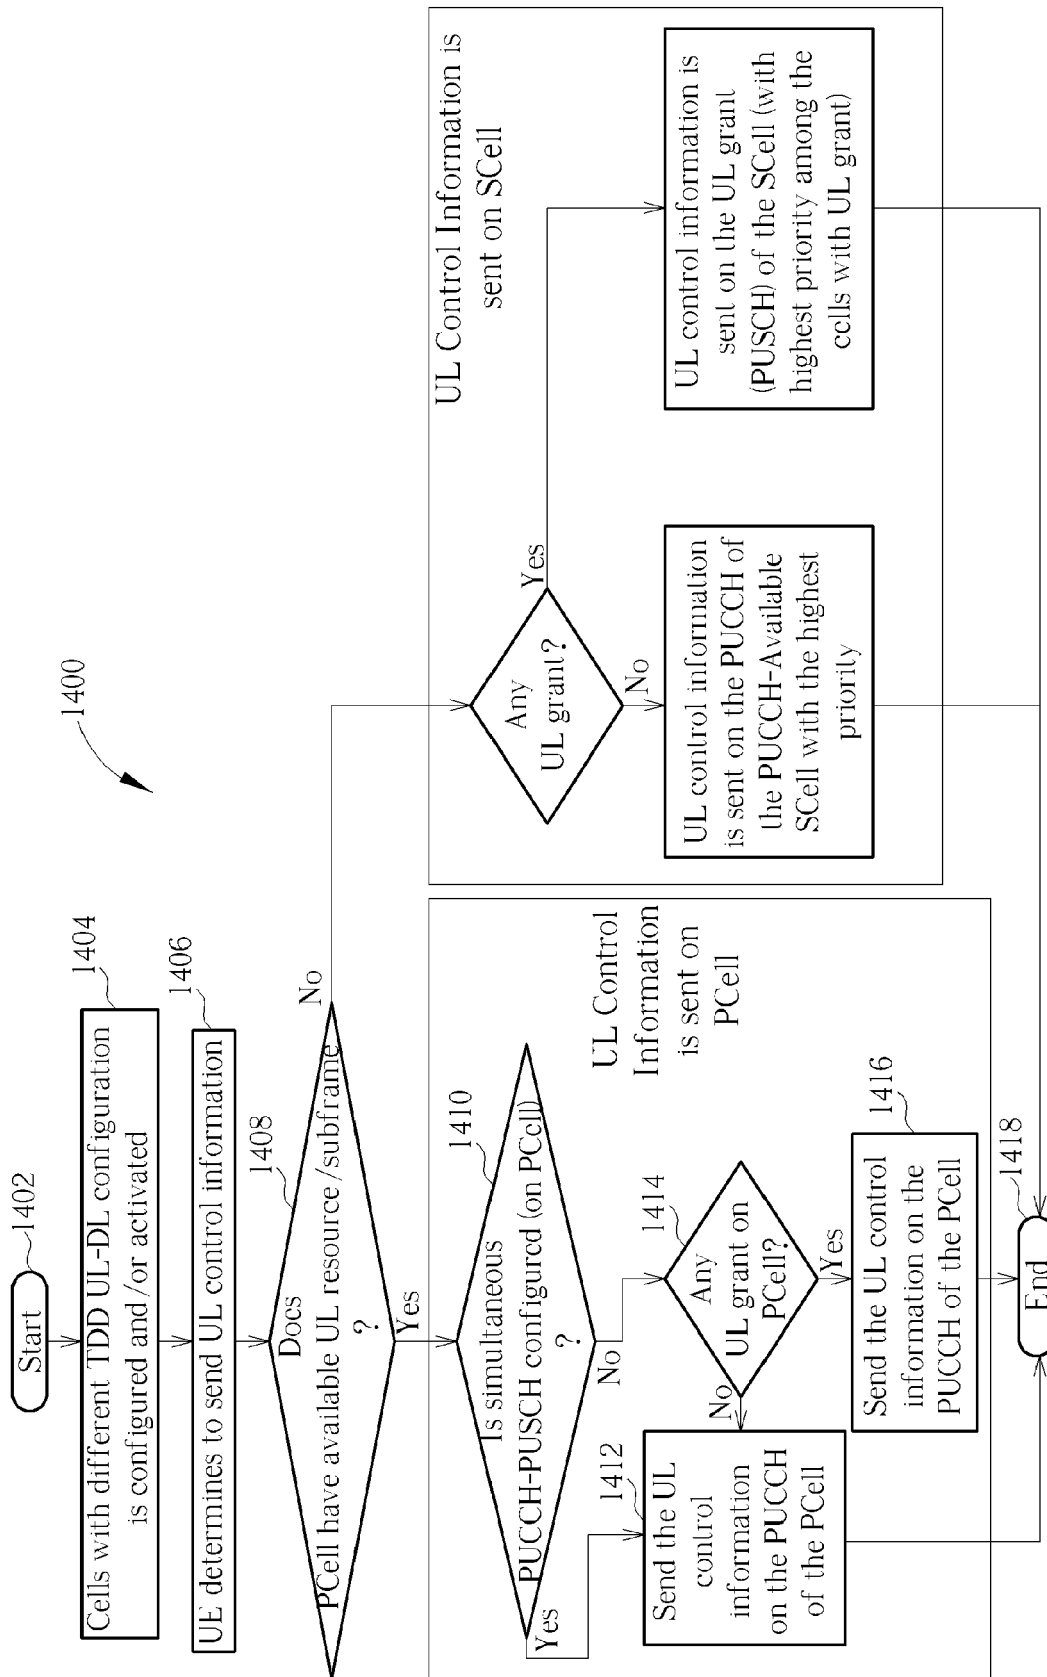 1400
Start
1402
Cells with different TDD UL-DL configuration
is configured and/or activated
1404
UE determines to send UL control information
1406
Does
PCell have available UL resource/subframe
?
1408
No
Yes
Is simultaneous
PUCCH-PUSCH configured (on PCell)
?
1410
Yes
No
UL Control
Information
is sent on
PCell
Any
UL grant on
PCell?
1414
No
Yes
Send the UL
control
information
on the PUCCH
of the PCell
1412
Send the UL control
information on the
PUCCH of the PCell
1416
UL Control Information is
sent on SCell
Any
UL grant?
Yes
No
UL control information
is sent on the PUCCH of
the PUCCH-Available
SCell with the highest
priority
UL control information is
sent on the UL grant
(PUSCH) of the SCell (with
highest priority among the
cells with UL grant)
End
1418